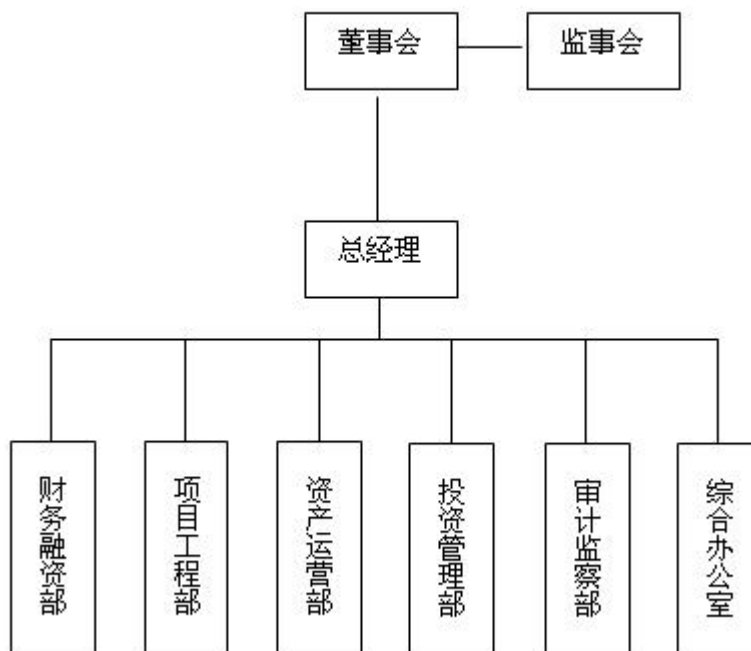 董事会
监事会
总经理
财务融资部
项目工程部
资产运营部
投资管理部
审计监察部
综合办公室